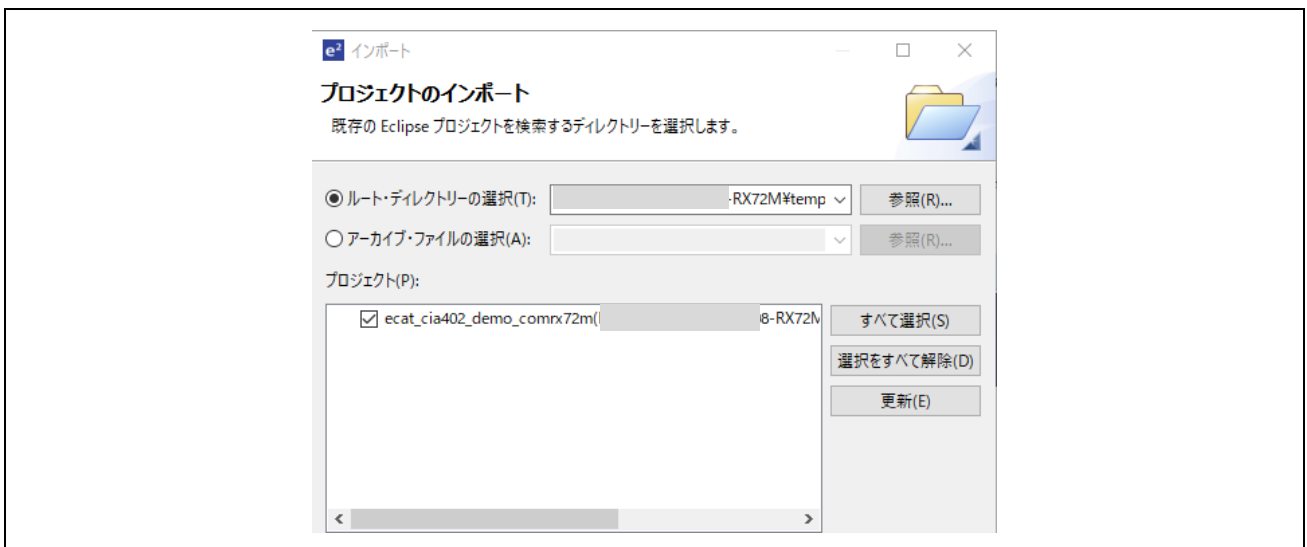 e² インポート
プロジェクトのインポート
既存の Eclipse プロジェクトを検索するディレクトリーを選択します。
ルート・ディレクトリーの選択(T): -RX72M¥temp 参照(R)...
アーカイブ・ファイルの選択(A): 参照(R)...
プロジェクト(P):
ecat_cia402_demo_comrx72m( 8-RX72M すべて選択(S)
選択をすべて解除(D)
更新(E)